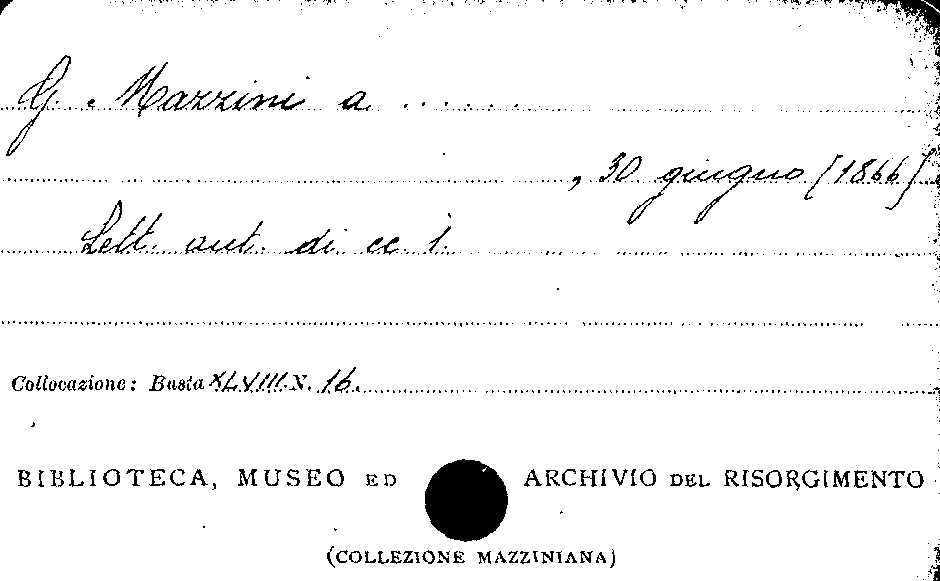 G. Mazzini a ......
, 30 giugno [1866]
Lett. aut. di cc 1.
Collocazione: Busta XLVIII N. 16.
BIBLIOTECA, MUSEO ED ARCHIVIO DEL RISORGIMENTO
(COLLEZIONE MAZZINIANA)